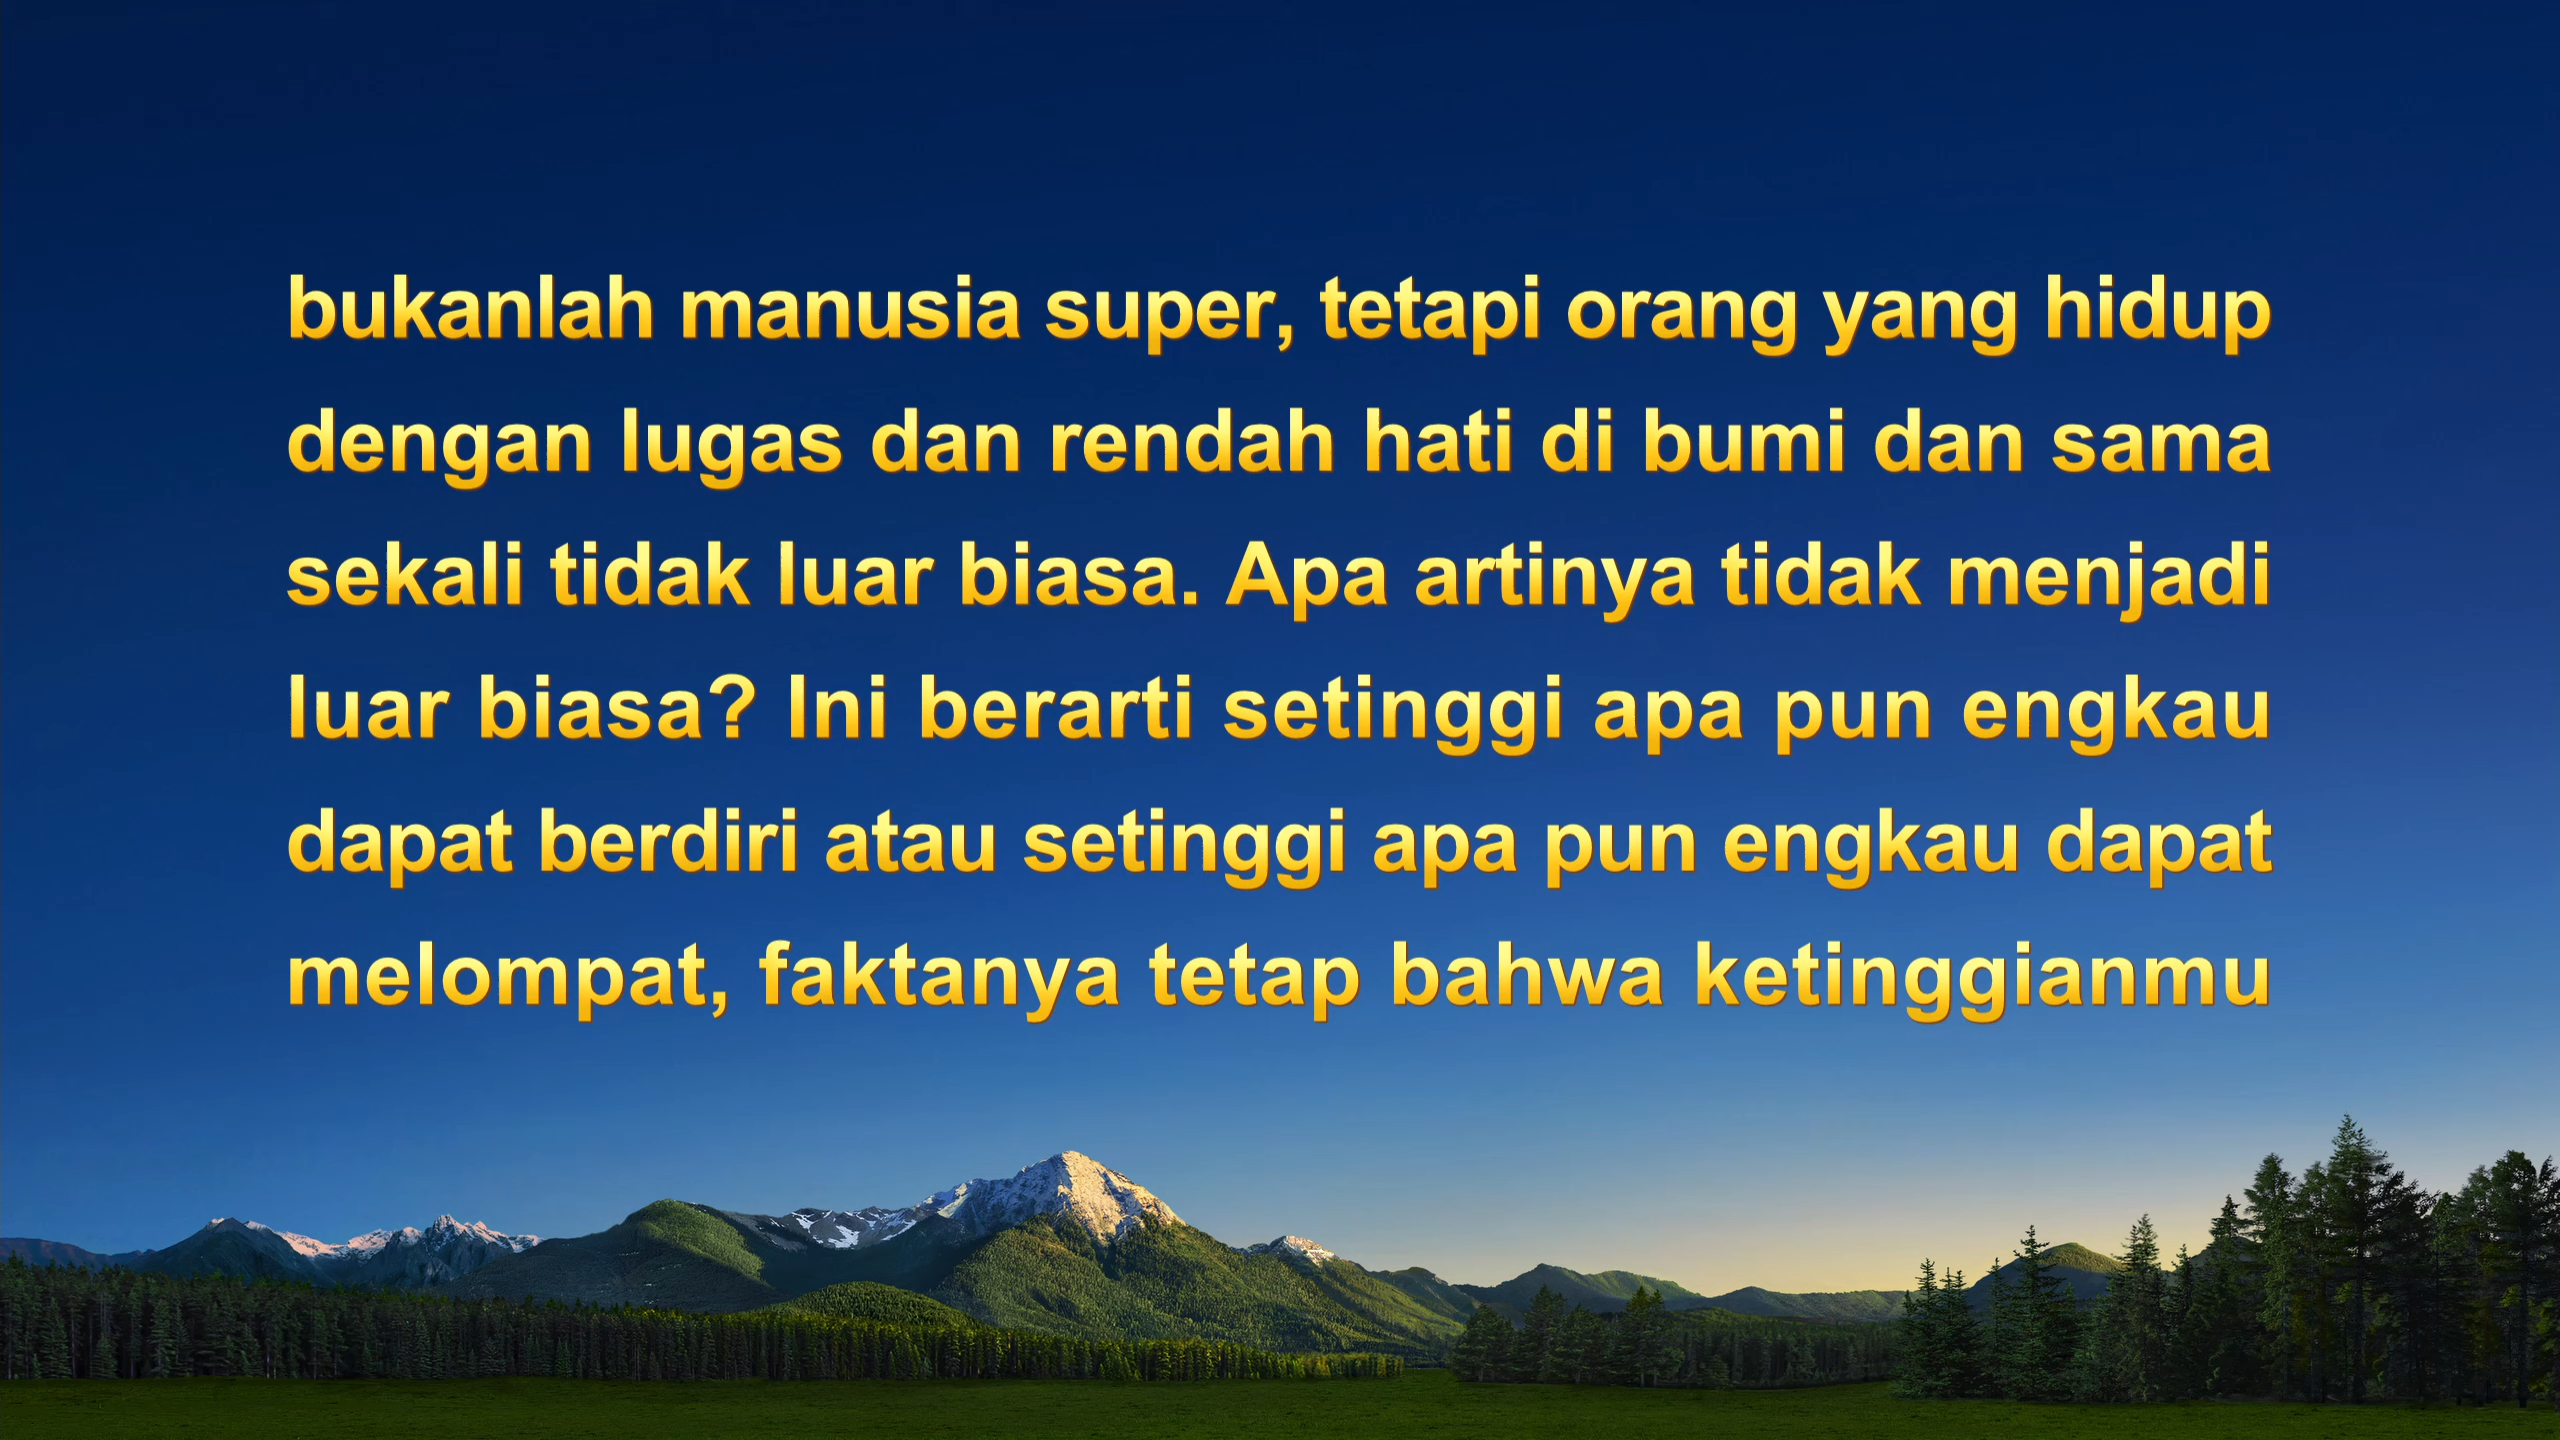 bukanlah manusia super, tetapi orang yang hidup
dengan lugas dan rendah hati di bumi dan sama
sekali tidak luar biasa. Apa artinya tidak menjadi
luar biasa? Ini berarti setinggi apa pun engkau
dapat berdiri atau setinggi apa pun engkau dapat
melompat, faktanya tetap bahwa ketinggianmu